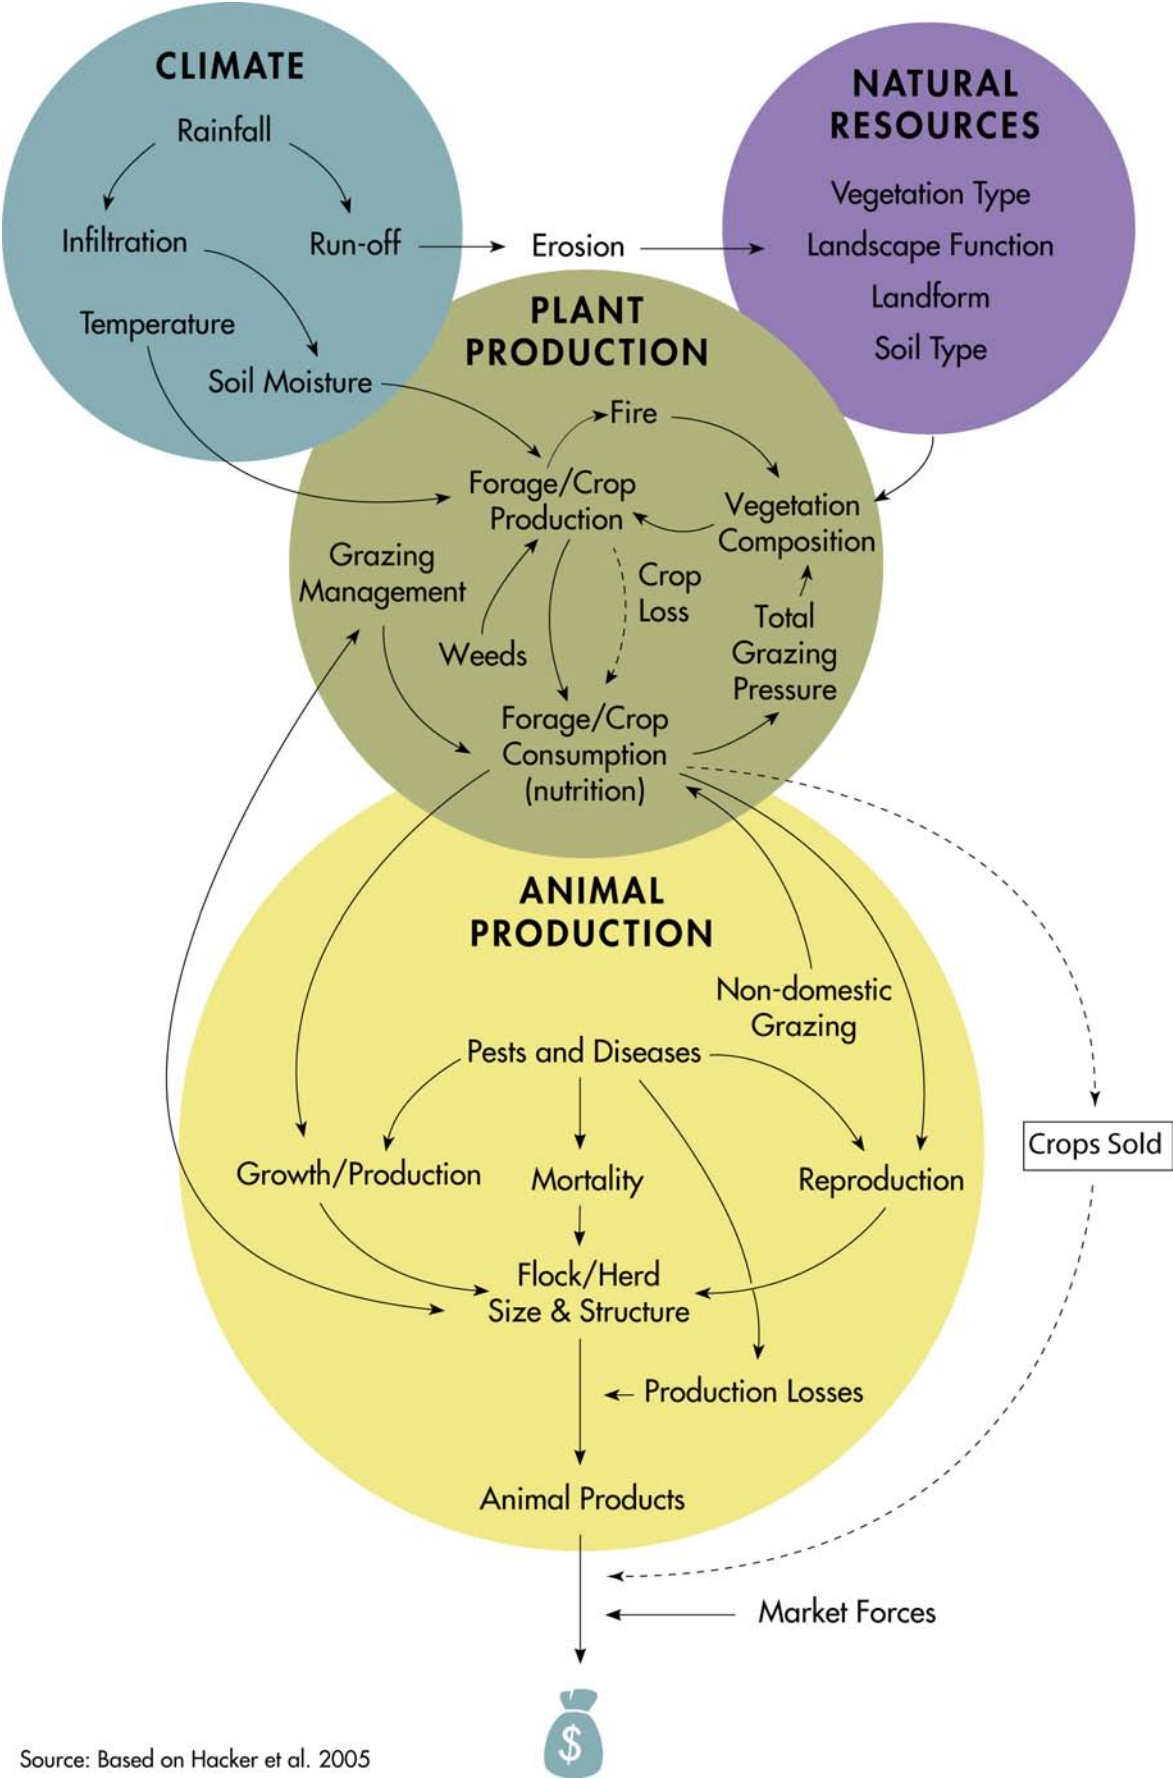 CLIMATE
Rainfall
Infiltration
Run-off
Temperature
Soil Moisture
Erosion
NATURAL
RESOURCES
Vegetation Type
Landscape Function
Landform
Soil Type
PLANT
PRODUCTION
Fire
Forage/Crop
Production
Vegetation
Composition
Grazing
Management
Crop
Loss
Weeds
Total
Grazing
Pressure
Forage/Crop
Consumption
(nutrition)
ANIMAL
PRODUCTION
Non-domestic
Grazing
Pests and Diseases
Growth/Production
Mortality
Reproduction
Crops Sold
Flock/Herd
Size & Structure
Production Losses
Animal Products
Market Forces
$
Source: Based on Hacker et al. 2005